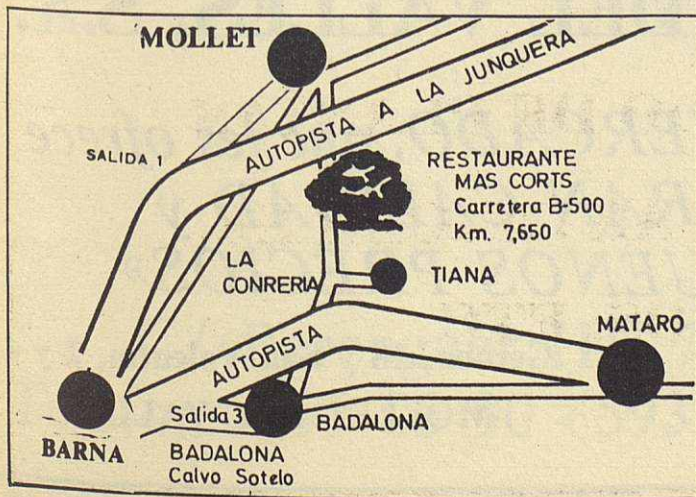 MOLLET
AUTOPISTA A LA JUNQUERA
SALIDA 1
RESTAURANTE
MAS CORTS
Carretera B-500
Km. 7,650
LA
CONRERIA
TIANA
MATARO
AUTOPISTA
Salida 3
BADALONA
BARNA
BADALONA
Calvo Sotelo